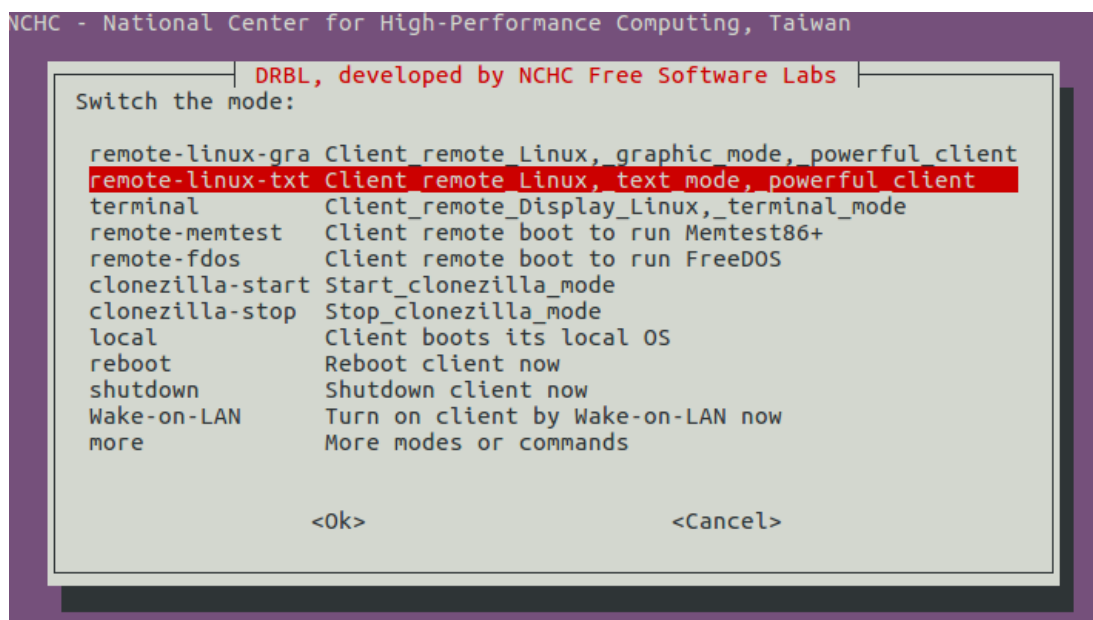 NCHC - National Center for High-Performance Computing, Taiwan
DRBL, developed by NCHC Free Software Labs
Switch the mode:
remote-linux-gra Client_remote_Linux,_graphic_mode,_powerful_client
remote-linux-txt Client_remote_Linux,_text_mode,_powerful_client
terminal Client_remote_Display_Linux,_terminal_mode
remote-memtest Client remote boot to run Memtest86+
remote-fdos Client remote boot to run FreeDOS
clonezilla-start Start_clonezilla_mode
clonezilla-stop Stop_clonezilla_mode
local Client boots its local OS
reboot Reboot client now
shutdown Shutdown client now
Wake-on-LAN Turn on client by Wake-on-LAN now
more More modes or commands
<Ok> <Cancel>